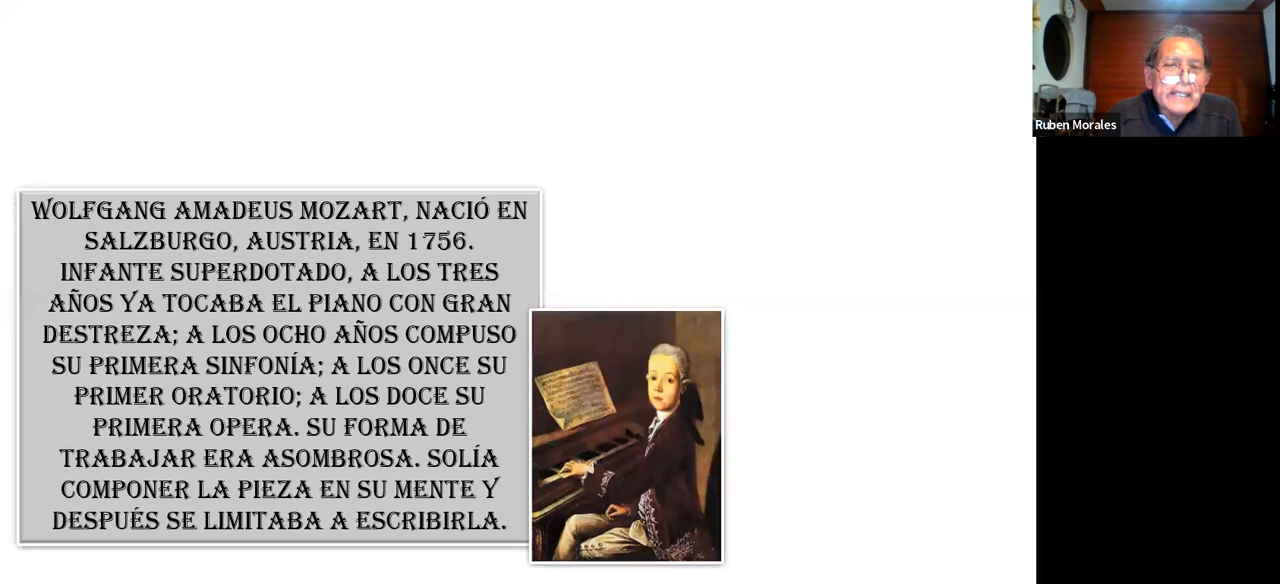 WOLFGANG AMADEUS MOZART, NACIÓ EN
SALZBURGO, AUSTRIA, EN 1756.
INFANTE SUPERDOTADO, A LOS TRES
AÑOS YA TOCABA EL PIANO CON GRAN
DESTREZA; A LOS OCHO AÑOS COMPUSO
SU PRIMERA SINFONÍA; A LOS ONCE SU
PRIMER ORATORIO; A LOS DOCE SU
PRIMERA OPERA. SU FORMA DE
TRABAJAR ERA ASOMBROSA. SOLÍA
COMPONER LA PIEZA EN SU MENTE Y
DESPUÉS SE LIMITABA A ESCRIBIRLA.
Ruben Morales